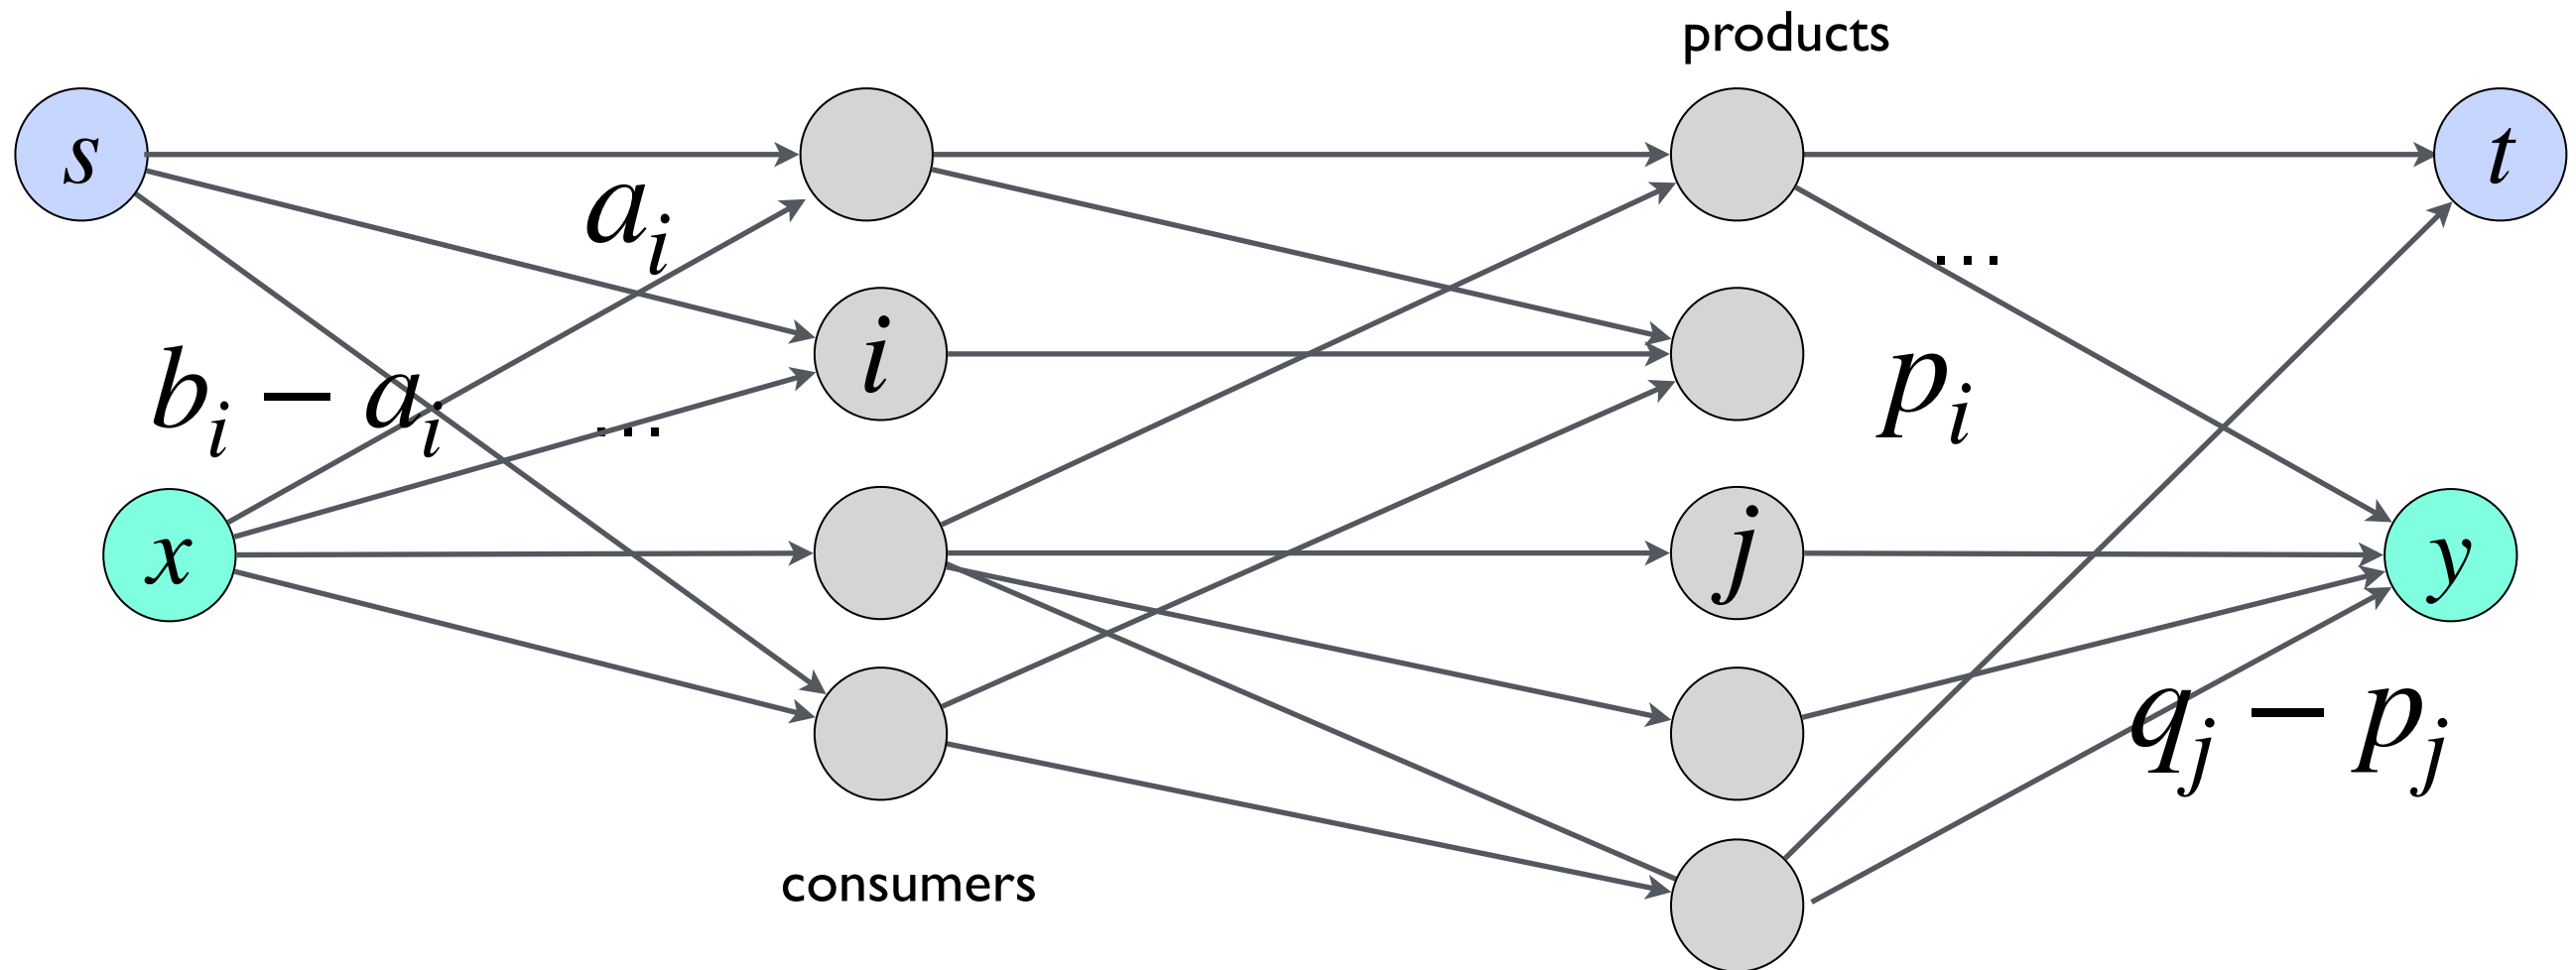 products
s
t
a_i
...
i
b_i − a_i
p_i
...
x
j
y
q_j − p_j
consumers